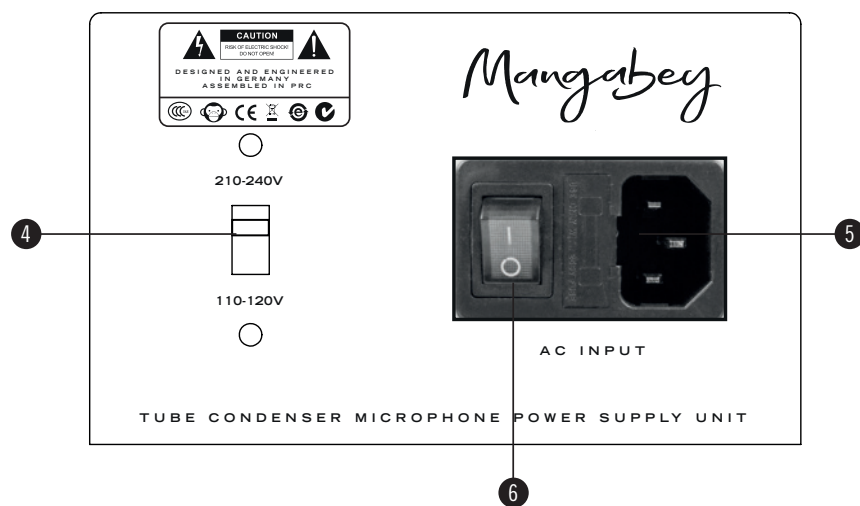 CAUTION
RISK OF ELECTRIC SHOCK!
DO NOT OPEN!
DESIGNED AND ENGINEERED
IN GERMANY
ASSEMBLED IN PRC
CE
e
Mangabey
210-240V
4
5
110-120V
AC INPUT
TUBE CONDENSER MICROPHONE POWER SUPPLY UNIT
6